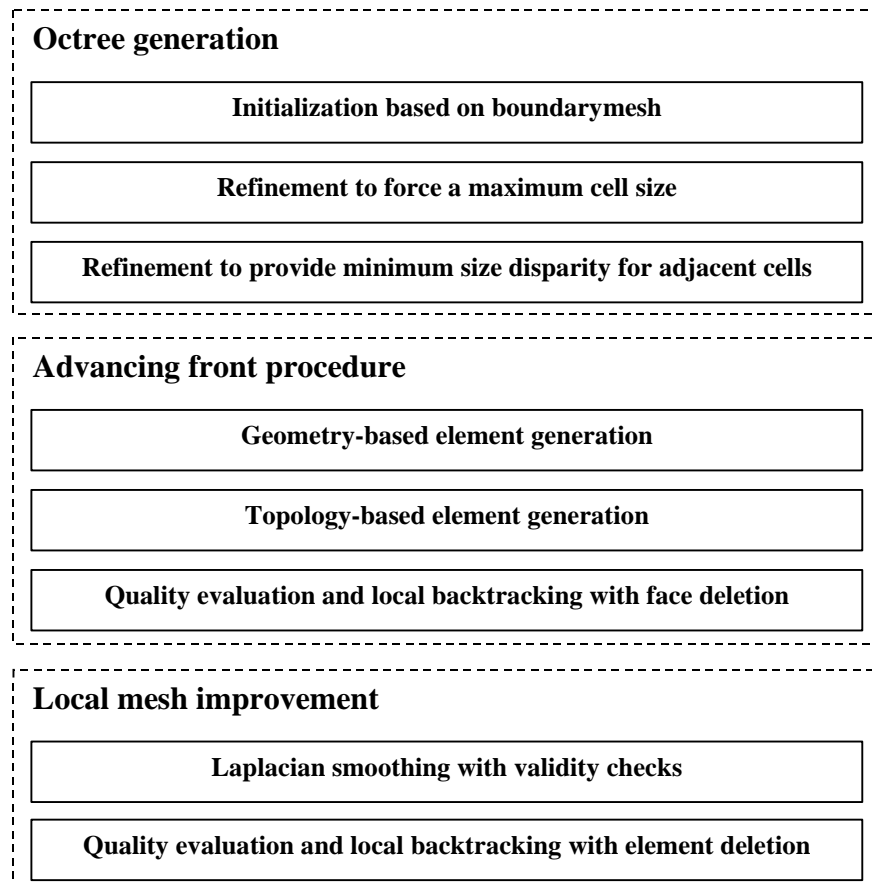 Octree generation
Initialization based on boundarymesh
Refinement to force a maximum cell size
Refinement to provide minimum size disparity for adjacent cells
Advancing front procedure
Geometry-based element generation
Topology-based element generation
Quality evaluation and local backtracking with face deletion
Local mesh improvement
Laplacian smoothing with validity checks
Quality evaluation and local backtracking with element deletion